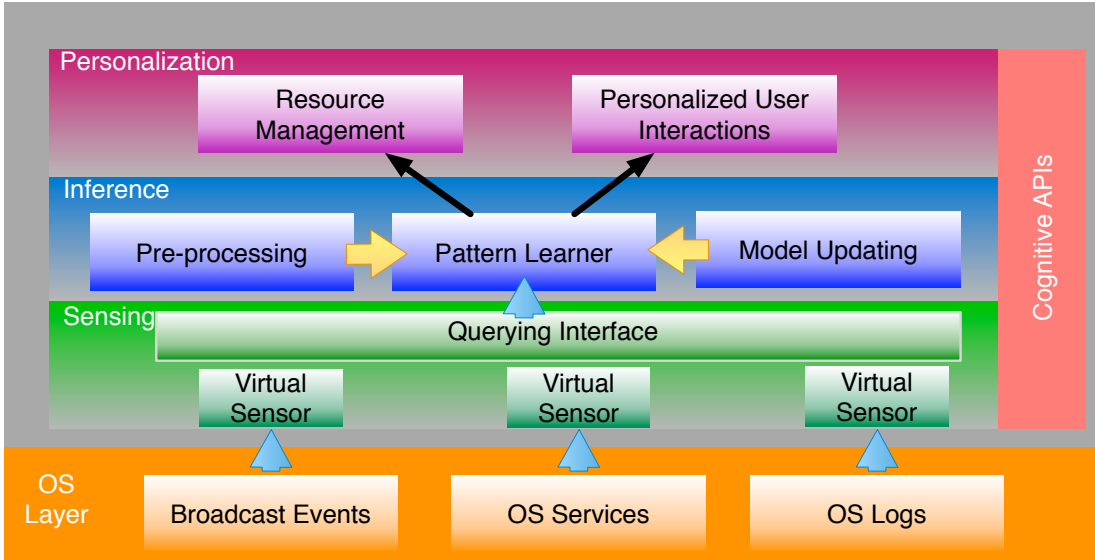 Personalization
Resource
Management
Personalized User
Interactions
Inference
Pre-processing
Pattern Learner
Model Updating
Sensing
Querying Interface
Virtual
Sensor
Virtual
Sensor
Virtual
Sensor
Cognitive APIs
OS
Layer
Broadcast Events
OS Services
OS Logs